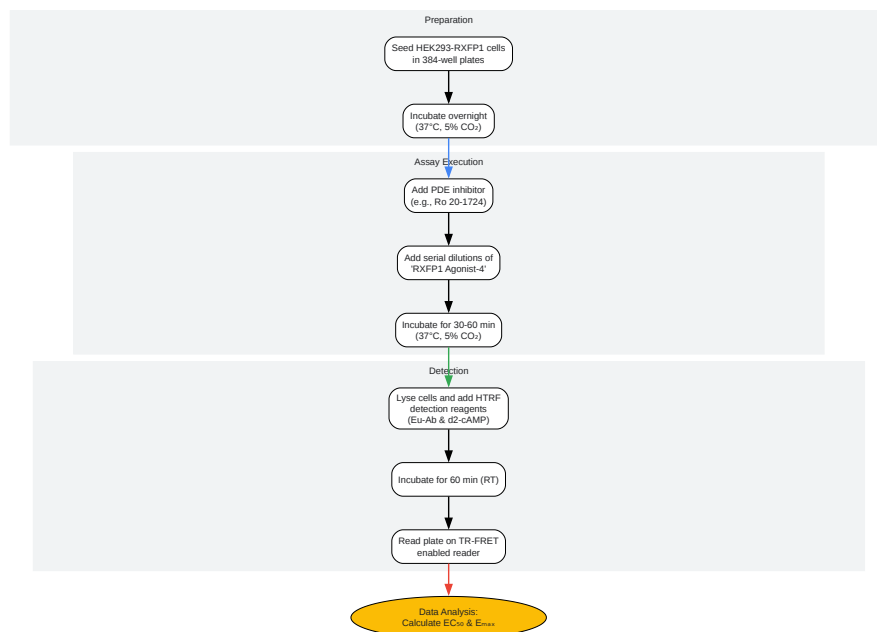 Preparation
Seed HEK293-RXFP1 cells
in 384-well plates
Incubate overnight
(37°C, 5% CO₂)
Assay Execution
Add PDE inhibitor
(e.g., Ro 20-1724)
Add serial dilutions of
'RXFP1 Agonist-4'
Incubate for 30-60 min
(37°C, 5% CO₂)
Detection
Lyse cells and add HTRF
detection reagents
(Eu-Ab & d2-cAMP)
Incubate for 60 min (RT)
Read plate on TR-FRET
enabled reader
Data Analysis:
Calculate EC₅₀ & Eₘₐₓ